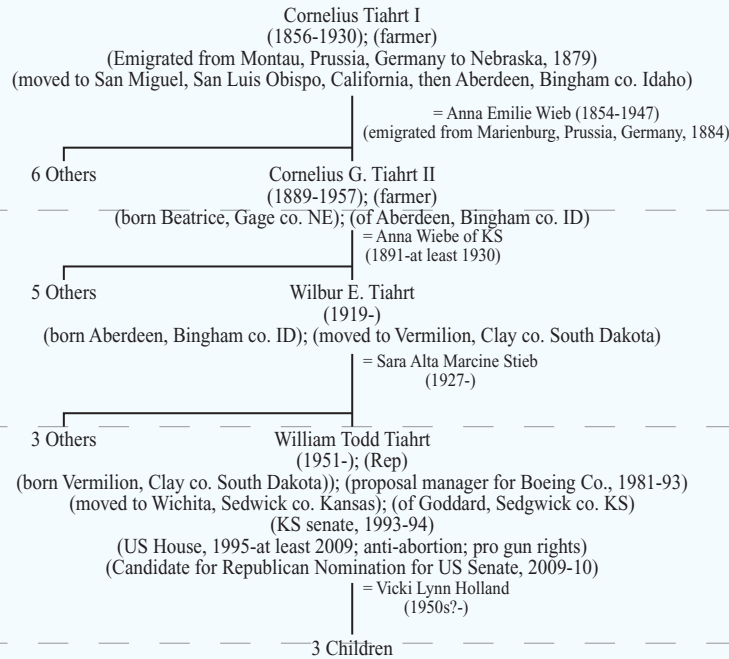 Cornelius Tiahrt I
(1856-1930); (farmer)
(Emigrated from Montau, Prussia, Germany to Nebraska, 1879)
(moved to San Miguel, San Luis Obispo, California, then Aberdeen, Bingham co. Idaho)
= Anna Emilie Wieb (1854-1947)
(emigrated from Marienburg, Prussia, Germany, 1884)
6 Others
Cornelius G. Tiahrt II
(1889-1957); (farmer)
(born Beatrice, Gage co. NE); (of Aberdeen, Bingham co. ID)
= Anna Wiebe of KS
(1891-at least 1930)
5 Others
Wilbur E. Tiahrt
(1919-)
(born Aberdeen, Bingham co. ID); (moved to Vermilion, Clay co. South Dakota)
= Sara Alta Marcine Stieb
(1927-)
3 Others
William Todd Tiahrt
(1951-); (Rep)
(born Vermilion, Clay co. South Dakota)); (proposal manager for Boeing Co., 1981-93)
(moved to Wichita, Sedwick co. Kansas); (of Goddard, Sedgwick co. KS)
(KS senate, 1993-94)
(US House, 1995-at least 2009; anti-abortion; pro gun rights)
(Candidate for Republican Nomination for US Senate, 2009-10)
= Vicki Lynn Holland
(1950s?-)
3 Children